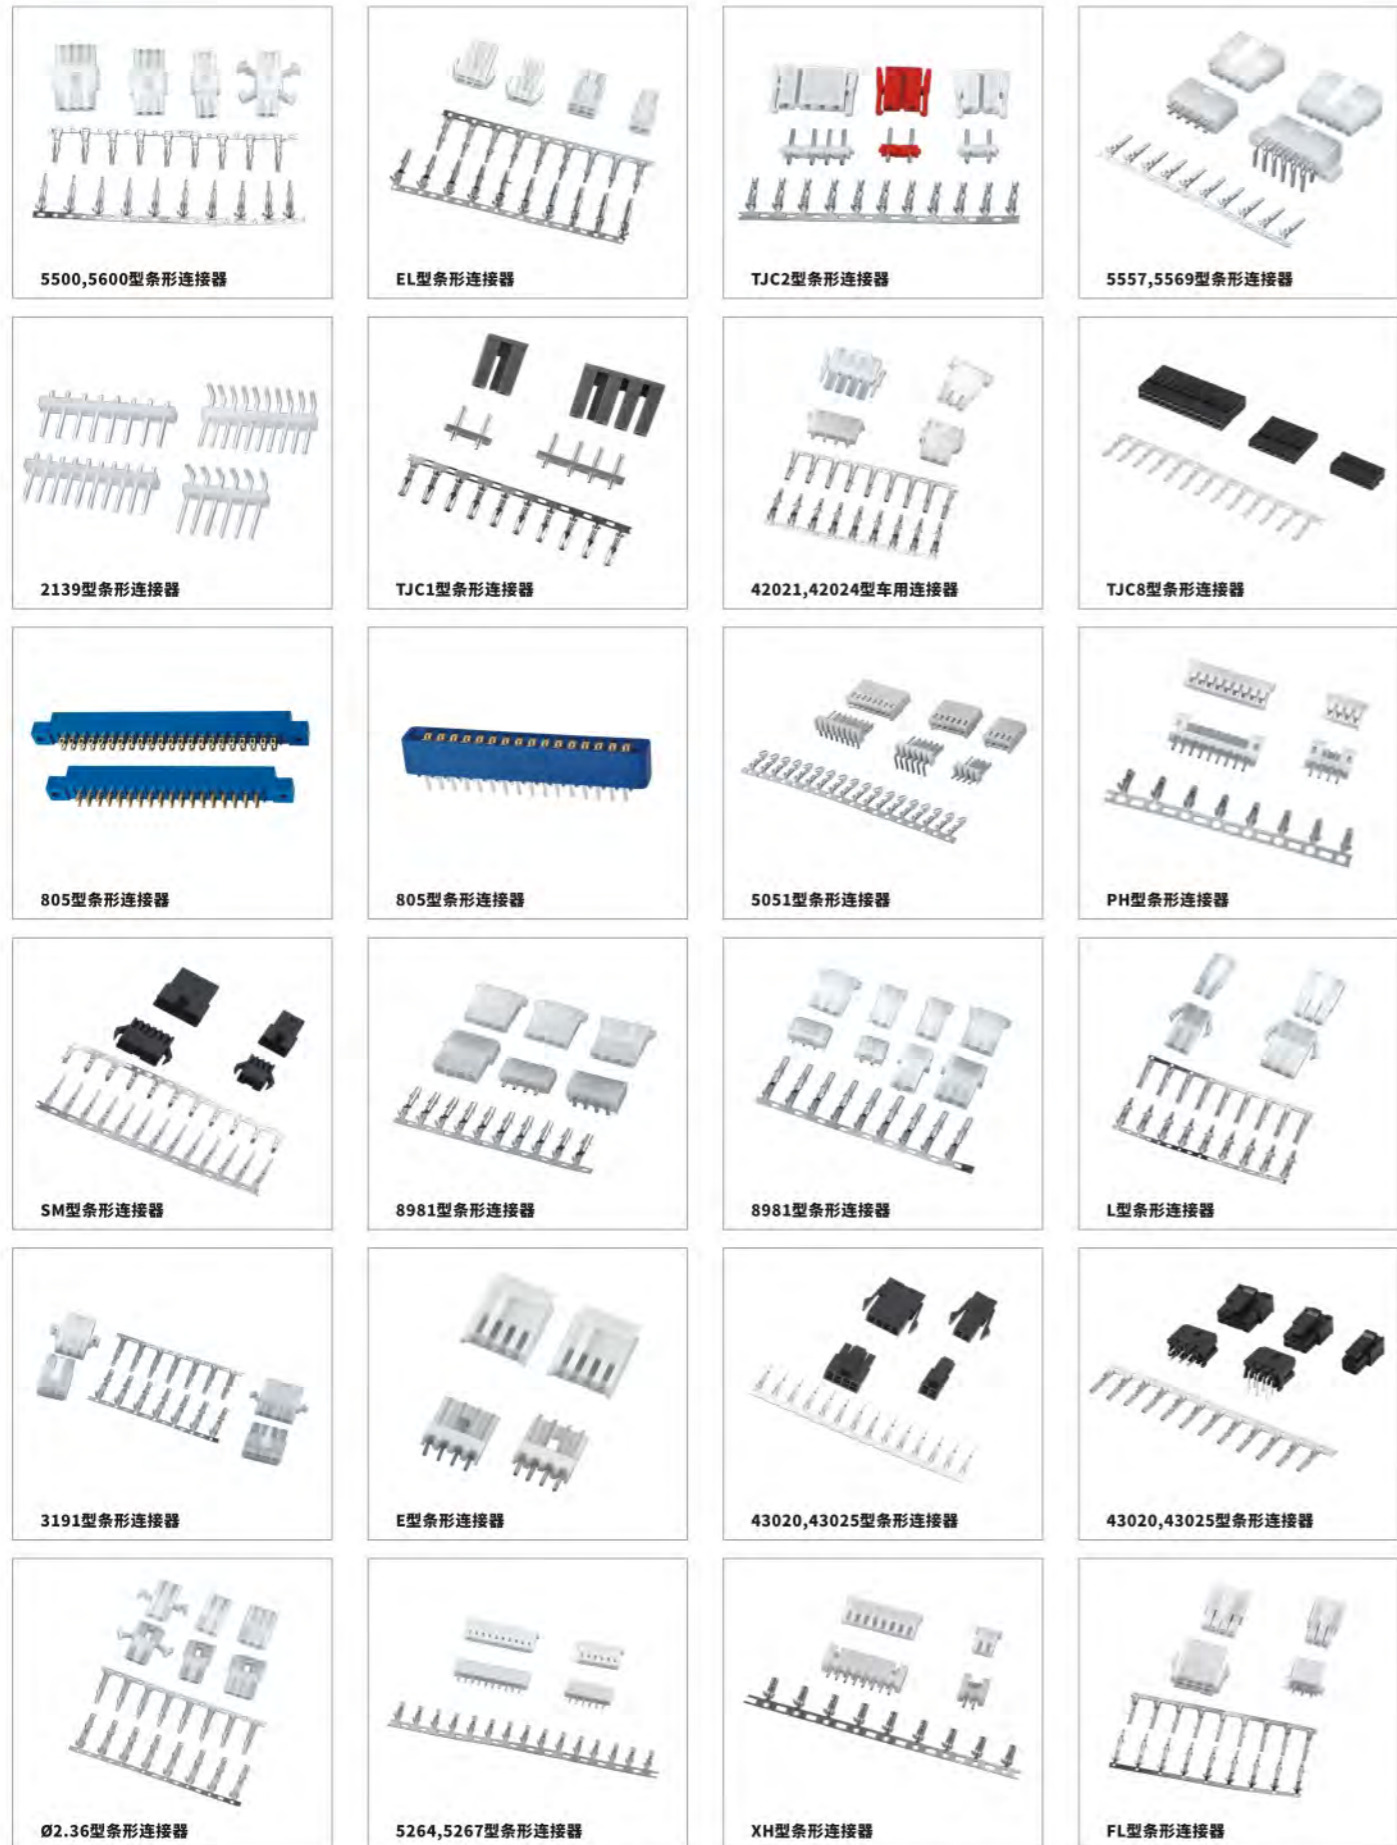 5500,5600型条形连接器
EL型条形连接器
TJC2型条形连接器
5557,5569型条形连接器
2139型条形连接器
TJC1型条形连接器
42021,42024型车用连接器
TJC8型条形连接器
805型条形连接器
805型条形连接器
5051型条形连接器
PH型条形连接器
SM型条形连接器
8981型条形连接器
8981型条形连接器
L型条形连接器
3191型条形连接器
E型条形连接器
43020,43025型条形连接器
43020,43025型条形连接器
Ø2.36型条形连接器
5264,5267型条形连接器
XH型条形连接器
FL型条形连接器